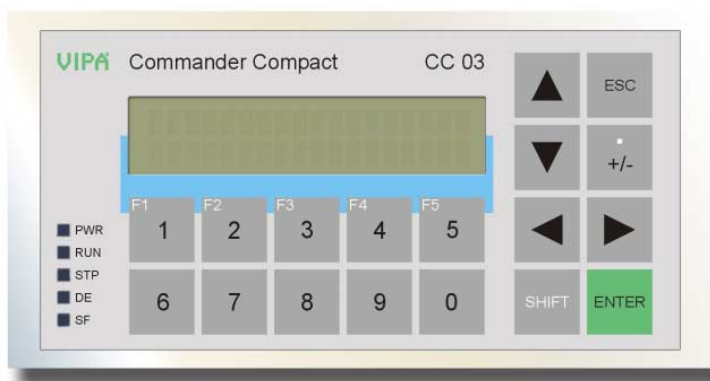 VIPA Commander Compact CC 03
ESC
+/-
F1 F2 F3 F4 F5
1 2 3 4 5
PWR
RUN
STP
DE
SF
6 7 8 9 0
SHIFT ENTER